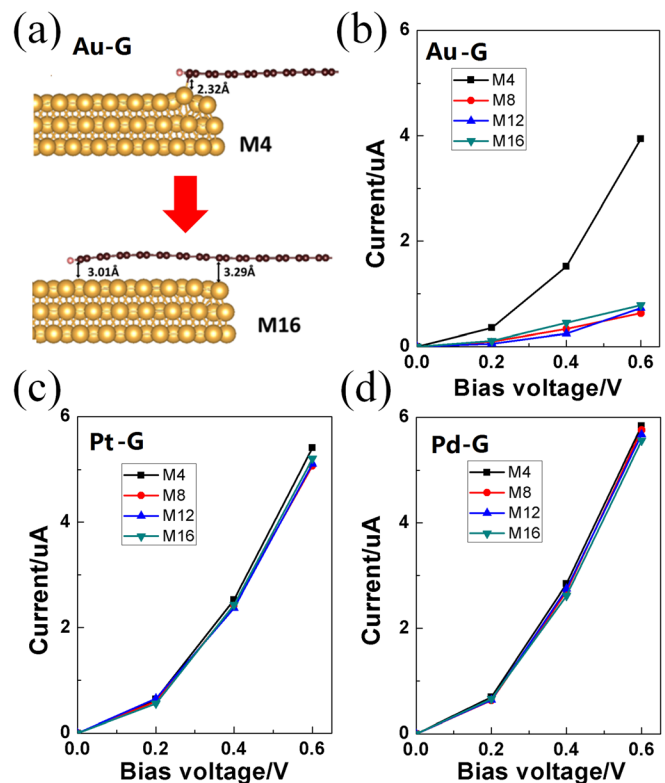 (a)
Au-G
2.32Å
M4
3.01Å
3.29Å
M16
(b)
Au-G
M4
M8
M12
M16
Current/uA
6
4
2
0
0.0 0.2 0.4 0.6
Bias voltage/V
(c)
Pt-G
M4
M8
M12
M16
Current/uA
6
4
2
0
0.0 0.2 0.4 0.6
Bias voltage/V
(d)
Pd-G
M4
M8
M12
M16
Current/uA
6
4
2
0
0.0 0.2 0.4 0.6
Bias voltage/V